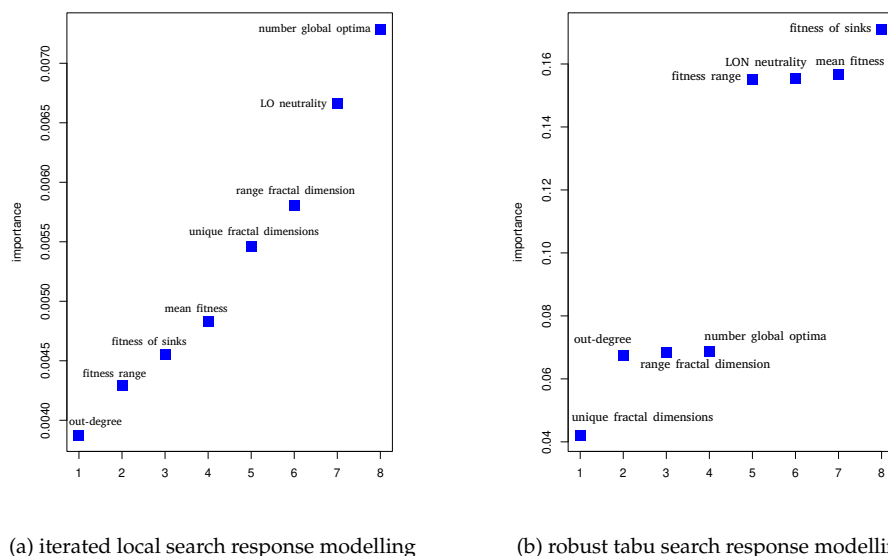 number global optima
LO neutrality
range fractal dimension
unique fractal dimensions
mean fitness
fitness of sinks
fitness range
out-degree
importance
0.0070
0.0065
0.0060
0.0055
0.0050
0.0045
0.0040
1 2 3 4 5 6 7 8
(a) iterated local search response modelling
fitness of sinks
LON neutrality
mean fitness
fitness range
number global optima
out-degree
range fractal dimension
unique fractal dimensions
importance
0.16
0.14
0.12
0.10
0.08
0.06
0.04
1 2 3 4 5 6 7 8
(b) robust tabu search response modelli